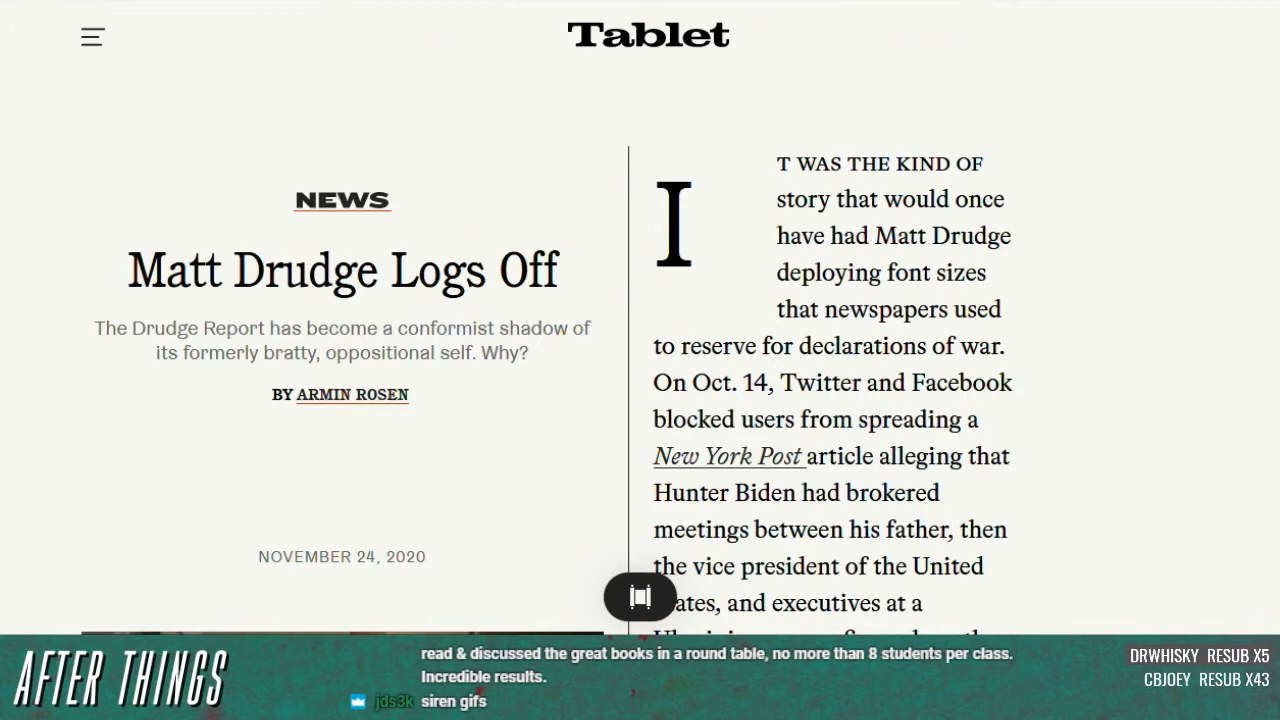 Tablet
NEWS
Matt Drudge Logs Off
The Drudge Report has become a conformist shadow of
its formerly bratty, oppositional self. Why?
BY ARMIN ROSEN
NOVEMBER 24, 2020
IT WAS THE KIND OF
story that would once
have had Matt Drudge
deploying font sizes
that newspapers used
to reserve for declarations of war.
On Oct. 14, Twitter and Facebook
blocked users from spreading a
New York Post article alleging that
Hunter Biden had brokered
meetings between his father, then
the vice president of the United
ates, and executives at a
AFTER THINGS
read & discussed the great books in a round table, no more than 8 students per class.
Incredible results.
jds3k siren gifs
DRWHISKY RESUB X5
CBJOEY RESUB X43